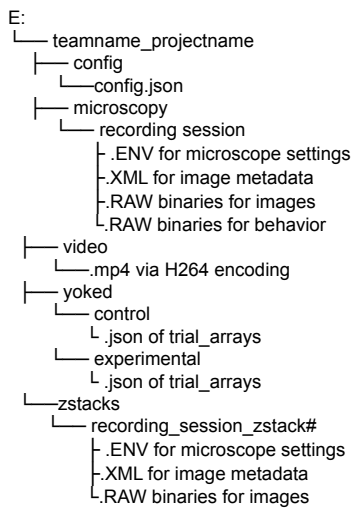 E:
└── teamname_projectname
├── config
└──config.json
├── microscopy
└── recording session
├ .ENV for microscope settings
├.XML for image metadata
├.RAW binaries for images
└.RAW binaries for behavior
├── video
└──.mp4 via H264 encoding
├── yoked
└── control
└ .json of trial_arrays
└── experimental
└ .json of trial_arrays
└──zstacks
└── recording_session_zstack#
├ .ENV for microscope settings
├.XML for image metadata
└.RAW binaries for images